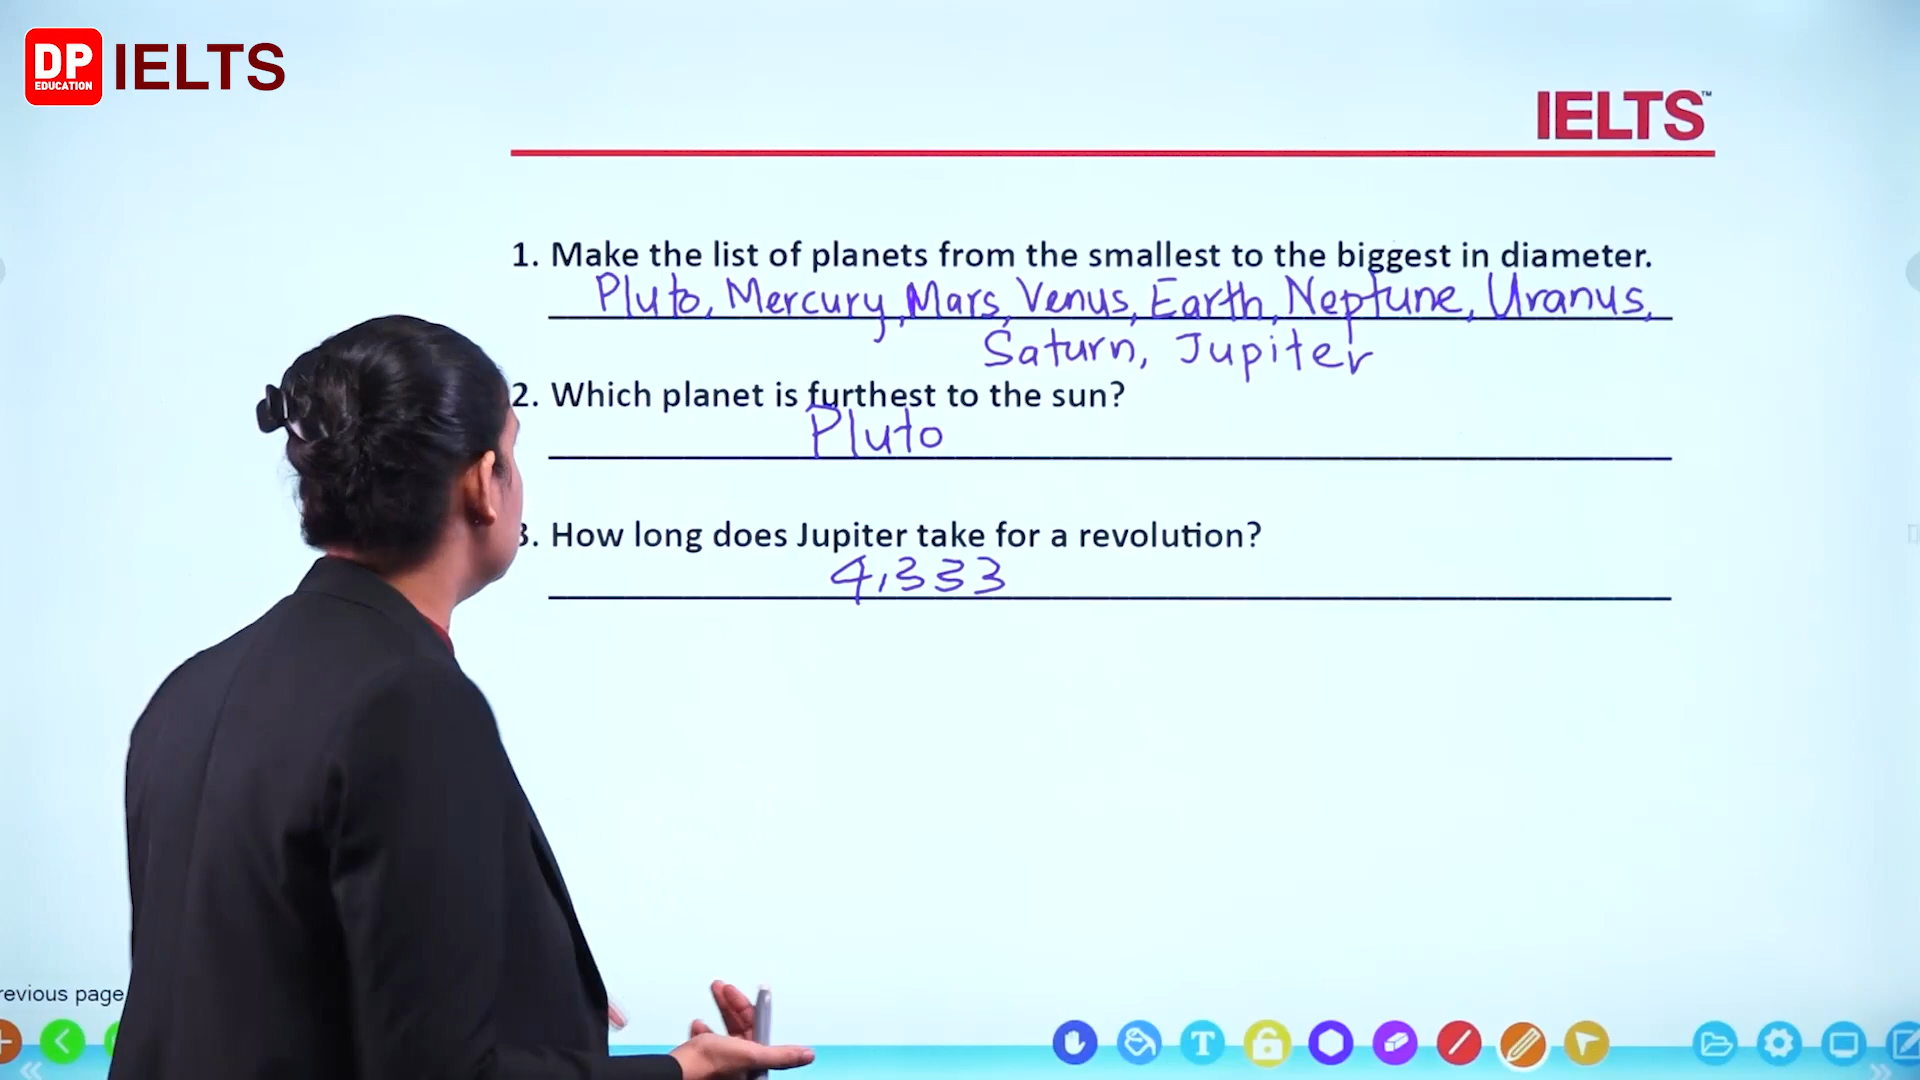 DP IELTS
EDUCATION
IELTS™
1. Make the list of planets from the smallest to the biggest in diameter.
Pluto, Mercury, Mars, Venus, Earth, Neptune, Uranus,
Saturn, Jupiter
2. Which planet is furthest to the sun?
Pluto
3. How long does Jupiter take for a revolution?
4,333
revious page
T